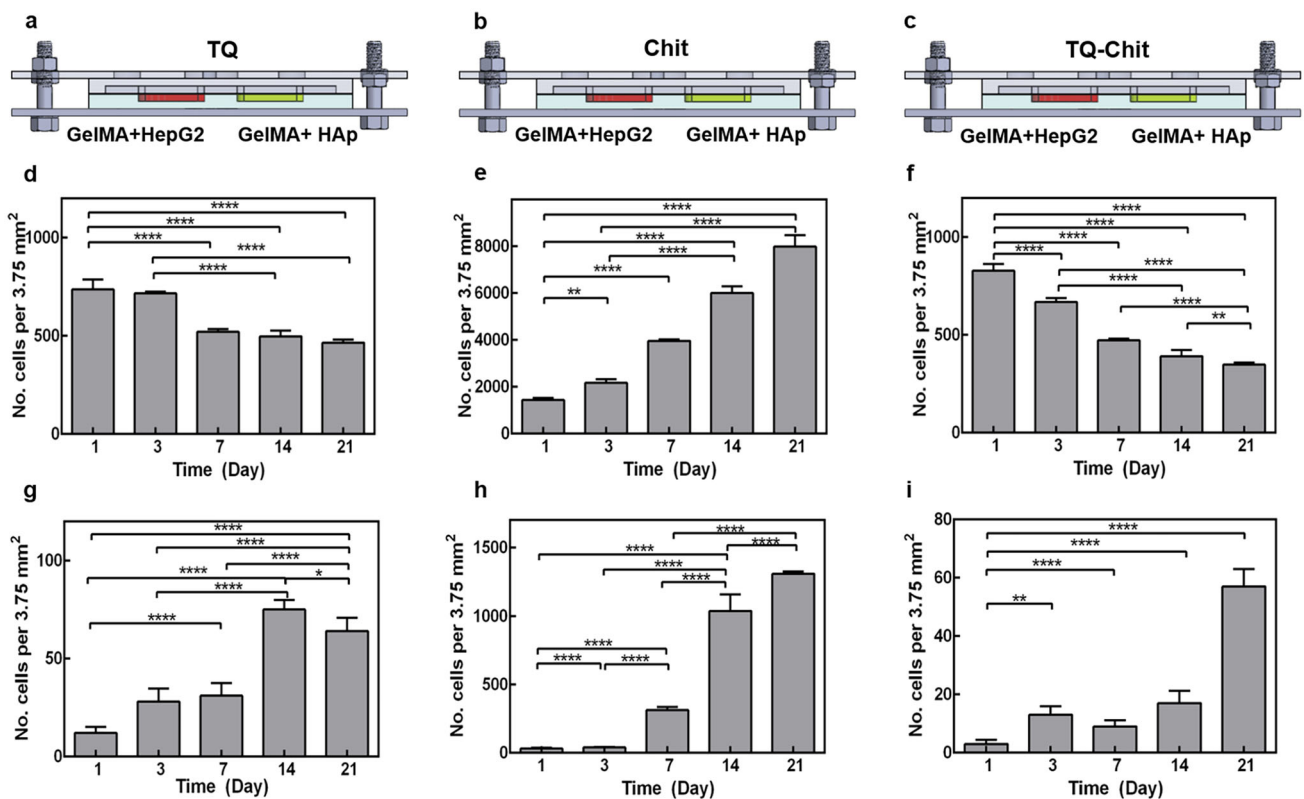 a
TQ
GelMA+HepG2 GelMA+ HAp
b
Chit
GelMA+HepG2 GelMA+ HAp
c
TQ-Chit
GelMA+HepG2 GelMA+ HAp
d
No. cells per 3.75 mm²
1000
500
0
****
****
**** ****
****
1 3 7 14 21
Time (Day)
e
No. cells per 3.75 mm²
8000
6000
4000
2000
0
****
****
****
****
****
**
1 3 7 14 21
Time (Day)
f
No. cells per 3.75 mm²
1000
500
0
****
****
****
****
****
****
****
**
1 3 7 14 21
Time (Day)
g
No. cells per 3.75 mm²
100
50
0
****
****
****
**** *
****
****
1 3 7 14 21
Time (Day)
h
No. cells per 3.75 mm²
1500
1000
500
0
****
**** ****
****
****
****
**** ****
1 3 7 14 21
Time (Day)
i
No. cells per 3.75 mm²
80
60
40
20
0
****
****
****
**
1 3 7 14 21
Time (Day)